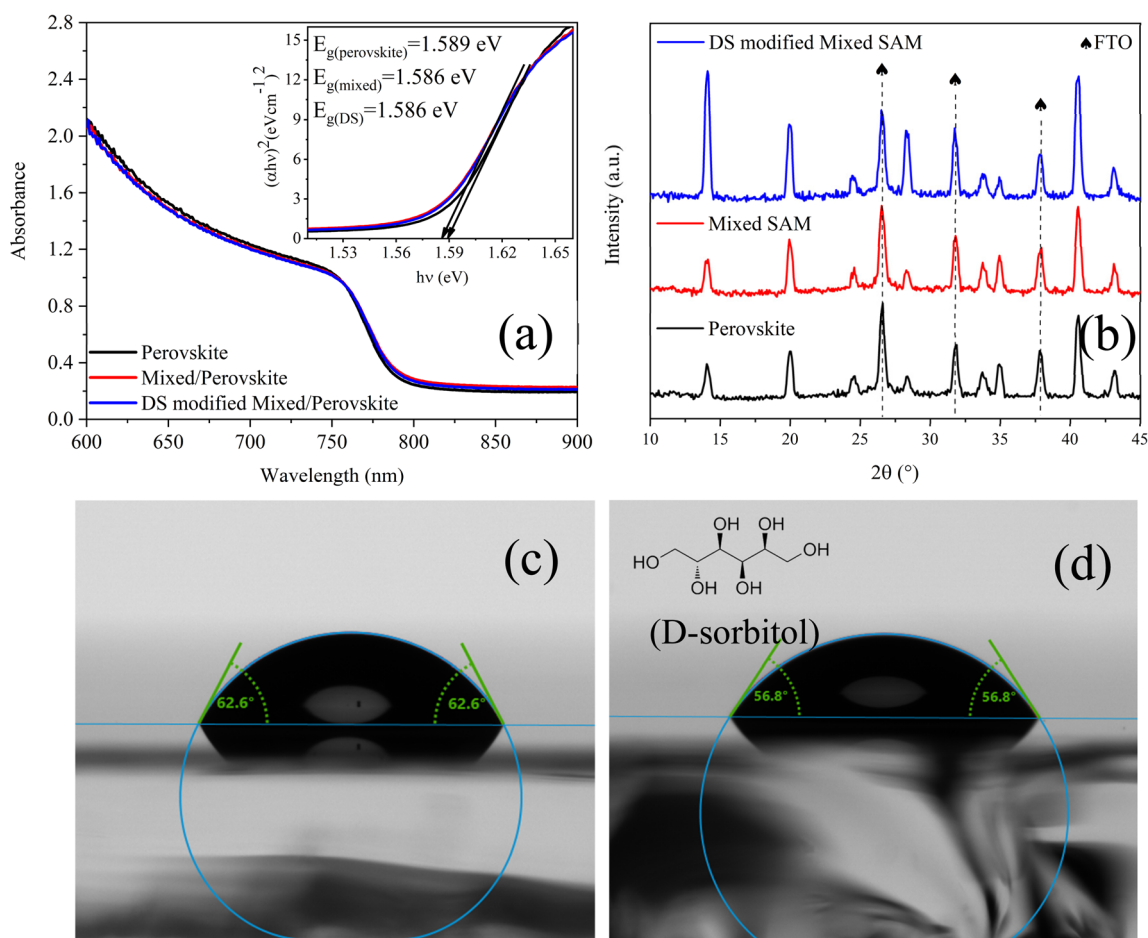 2.8
2.4
2.0
1.6
1.2
0.8
0.4
0.0
Absorbance
600
650
700
750
800
850
900
Wavelength (nm)
Perovskite
Mixed/Perovskite
DS modified Mixed/Perovskite
(a)
15
12
9
6
3
0
(αhν)²(eVcm⁻¹)²
E_g(perovskite)=1.589 eV
E_g(mixed)=1.586 eV
E_g(DS)=1.586 eV
1.53
1.56
1.59
1.62
1.65
hν (eV)
DS modified Mixed SAM
♠FTO
Mixed SAM
Perovskite
(b)
Intensity (a.u.)
10
15
20
25
30
35
40
45
2θ (°)
(c)
62.6°
62.6°
OH
OH
HO
OH
OH
OH
(d)
(D-sorbitol)
56.8°
56.8°